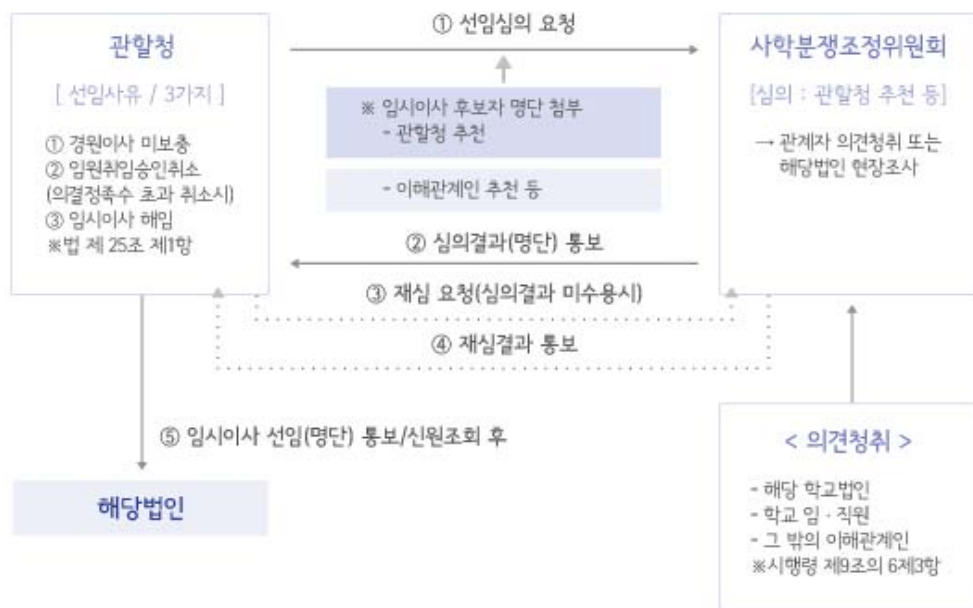 ① 선임심의 요청
관할청
[ 선임사유 / 3가지 ]
① 경원이사 미보충
② 임원취임승인취소
(의결정족수 초과 취소시)
③ 임시이사 해임
※법 제 25조 제1항
※ 임시이사 후보자 명단 첨부
- 관할청 추천
- 이해관계인 추천 등
사학분쟁조정위원회
[심의 : 관할청 추천 등]
→ 관계자 의견청취 또는
해당법인 현장조사
② 심의결과(명단) 통보
③ 재심 요청(심의결과 미수용시)
④ 재심결과 통보
⑤ 임시이사 선임(명단) 통보/신원조회 후
해당법인
< 의견청취 >
- 해당 학교법인
- 학교 임 · 직원
- 그 밖의 이해관계인
※시행령 제9조의 6제3항